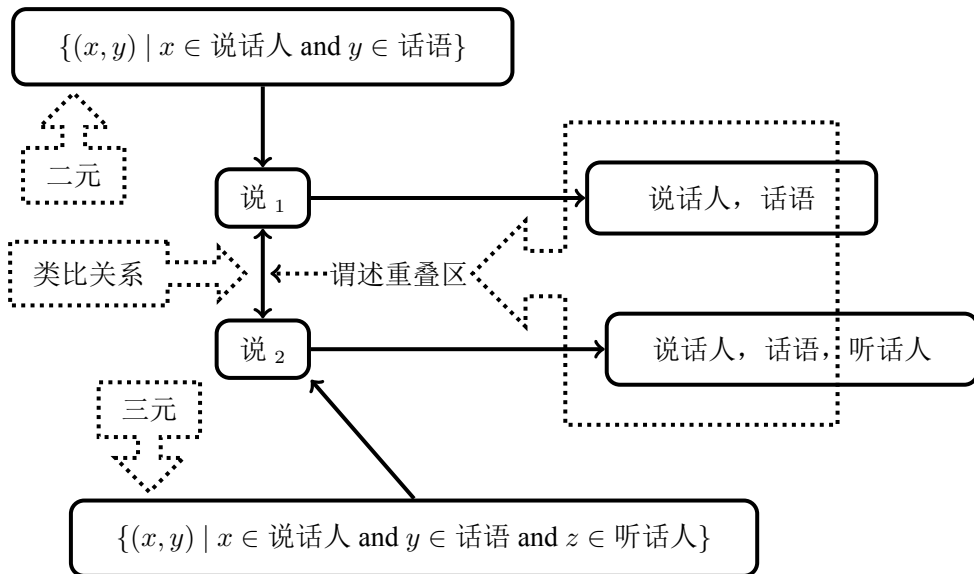 {(x, y) | x ∈ 说话人 and y ∈ 话语}
二元
说 1
说话人，话语
类比关系
谓述重叠区
说 2
说话人，话语，听话人
三元
{(x, y) | x ∈ 说话人 and y ∈ 话语 and z ∈ 听话人}